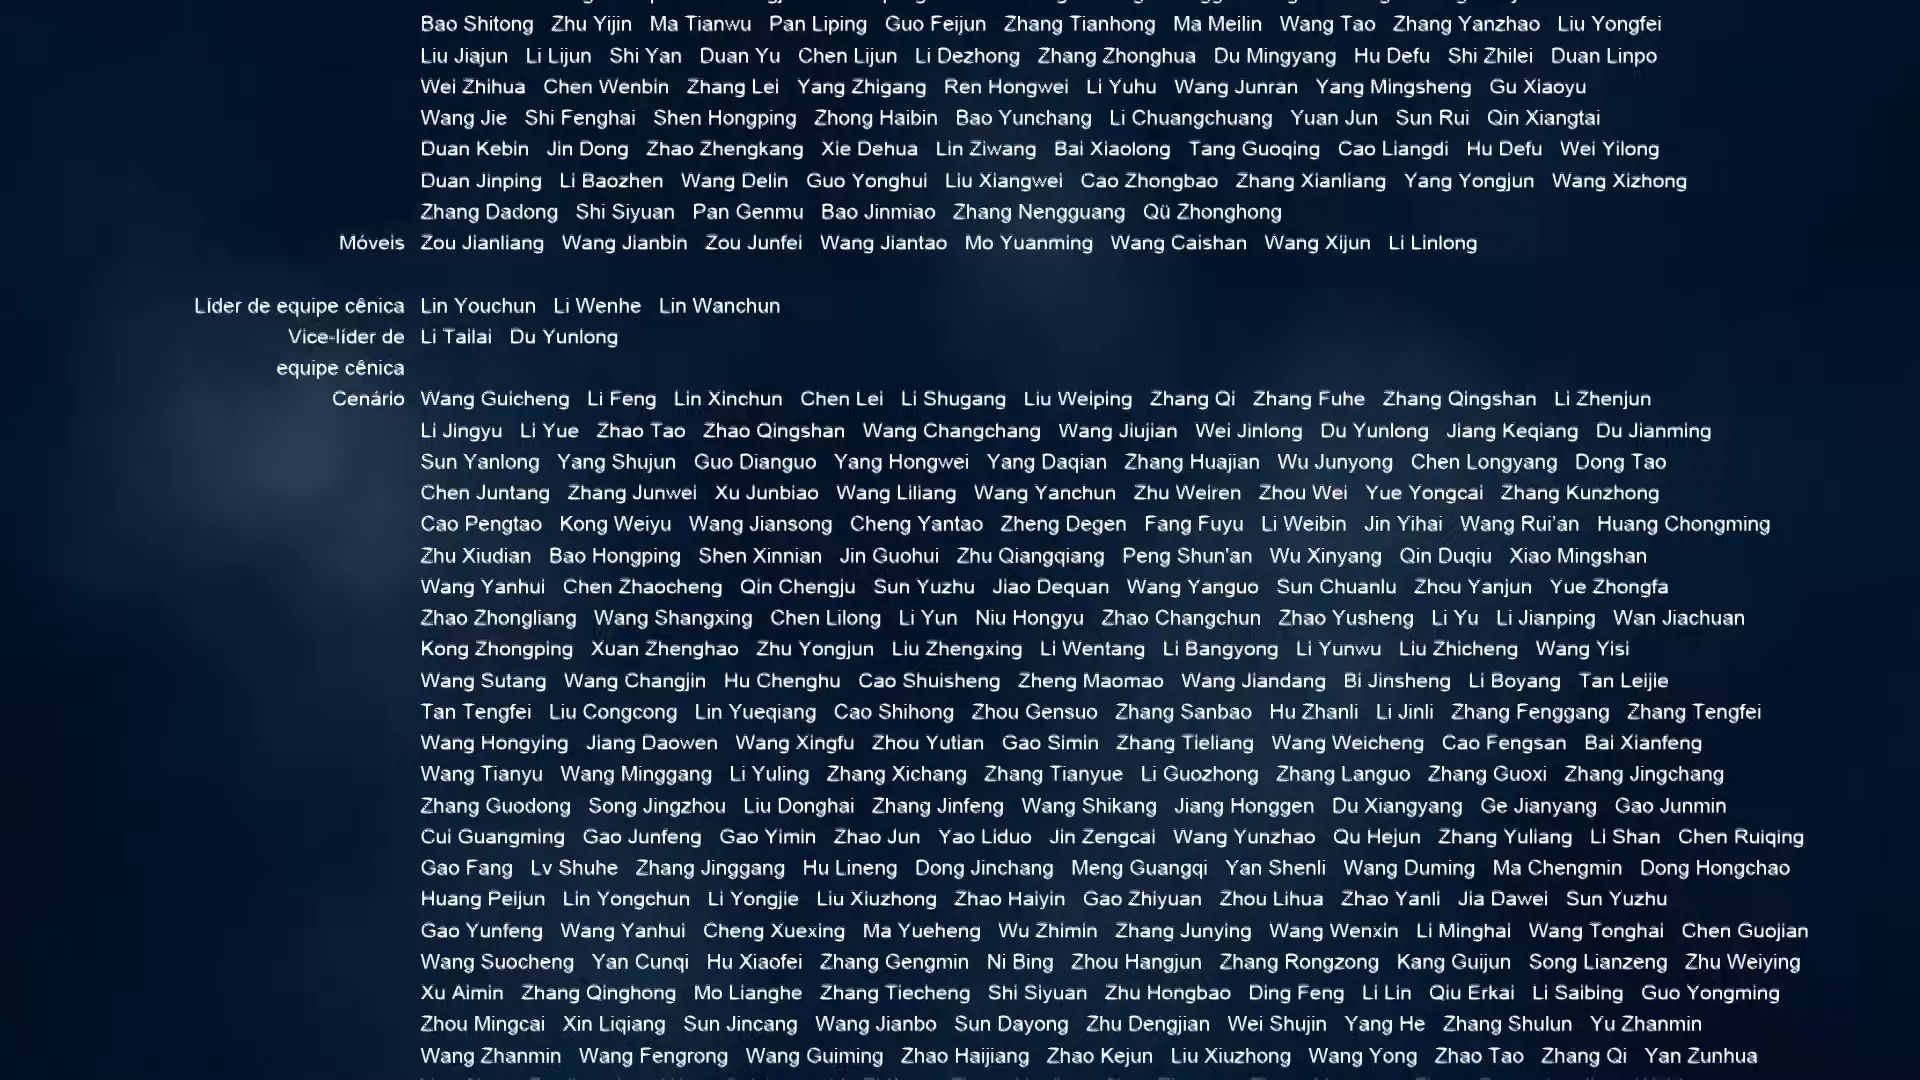 Bao Shitong Zhu Yijin Ma Tianwu Pan Liping Guo Feijun Zhang Tianhong Ma Meilin Wang Tao Zhang Yanzhao Liu Yongfei
Liu Jiajun Li Lijun Shi Yan Duan Yu Chen Lijun Li Dezhong Zhang Zhonghua Du Mingyang Hu Defu Shi Zhilei Duan Linpo
Wei Zhihua Chen Wenbin Zhang Lei Yang Zhigang Ren Hongwei Li Yuhu Wang Junran Yang Mingsheng Gu Xiaoyu
Wang Jie Shi Fenghai Shen Hongping Zhong Haibin Bao Yunchang Li Chuangchuang Yuan Jun Sun Rui Qin Xiangtai
Duan Kebin Jin Dong Zhao Zhengkang Xie Dehua Lin Ziwang Bai Xiaolong Tang Guoqing Cao Liangdi Hu Defu Wei Yilong
Duan Jinping Li Baozhen Wang Delin Guo Yonghui Liu Xiangwei Cao Zhongbao Zhang Xianliang Yang Yongjun Wang Xizhong
Zhang Dadong Shi Siyuan Pan Genmu Bao Jinmiao Zhang Nengguang Qü Zhonghong
Móveis Zou Jianliang Wang Jianbin Zou Junfei Wang Jiantao Mo Yuanming Wang Caishan Wang Xijun Li Linlong
Líder de equipe cênica Lin Youchun Li Wenhe Lin Wanchun
Vice-líder de Li Tailai Du Yunlong
equipe cênica
Cenário Wang Guicheng Li Feng Lin Xinchun Chen Lei Li Shugang Liu Weiping Zhang Qi Zhang Fuhe Zhang Qingshan Li Zhenjun
Li Jingyu Li Yue Zhao Tao Zhao Qingshan Wang Changchang Wang Jiujian Wei Jinlong Du Yunlong Jiang Keqiang Du Jianming
Sun Yanlong Yang Shujun Guo Dianguo Yang Hongwei Yang Daqian Zhang Huajian Wu Junyong Chen Longyang Dong Tao
Chen Juntang Zhang Junwei Xu Junbiao Wang Liliang Wang Yanchun Zhu Weiren Zhou Wei Yue Yongcai Zhang Kunzhong
Cao Pengtao Kong Weiyu Wang Jiansong Cheng Yantao Zheng Degen Fang Fuyu Li Weibin Jin Yihai Wang Rui'an Huang Chongming
Zhu Xiudian Bao Hongping Shen Xinnian Jin Guohui Zhu Qiangqiang Peng Shun'an Wu Xinyang Qin Duqiu Xiao Mingshan
Wang Yanhui Chen Zhaocheng Qin Chengju Sun Yuzhu Jiao Dequan Wang Yanguo Sun Chuanlu Zhou Yanjun Yue Zhongfa
Zhao Zhongliang Wang Shangxing Chen Lilong Li Yun Niu Hongyu Zhao Changchun Zhao Yusheng Li Yu Li Jianping Wan Jiachuan
Kong Zhongping Xuan Zhenghao Zhu Yongjun Liu Zhengxing Li Wentang Li Bangyong Li Yunwu Liu Zhicheng Wang Yisi
Wang Sutang Wang Changjin Hu Chenghu Cao Shuisheng Zheng Maomao Wang Jiandang Bi Jinsheng Li Boyang Tan Leijie
Tan Tengfei Liu Congcong Lin Yueqiang Cao Shihong Zhou Gensuo Zhang Sanbao Hu Zhanli Li Jinli Zhang Fenggang Zhang Tengfei
Wang Hongying Jiang Daowen Wang Xingfu Zhou Yutian Gao Simin Zhang Tieliang Wang Weicheng Cao Fengsan Bai Xianfeng
Wang Tianyu Wang Minggang Li Yuling Zhang Xichang Zhang Tianyue Li Guozhong Zhang Languo Zhang Guoxi Zhang Jingchang
Zhang Guodong Song Jingzhou Liu Donghai Zhang Jinfeng Wang Shikang Jiang Honggen Du Xiangyang Ge Jianyang Gao Junmin
Cui Guangming Gao Junfeng Gao Yimin Zhao Jun Yao Liduo Jin Zengcai Wang Yunzhao Qu Hejun Zhang Yuliang Li Shan Chen Ruiqing
Gao Fang Lv Shuhe Zhang Jinggang Hu Lineng Dong Jinchang Meng Guangqi Yan Shenli Wang Duming Ma Chengmin Dong Hongchao
Huang Peijun Lin Yongchun Li Yongjie Liu Xiuzhong Zhao Haiyin Gao Zhiyuan Zhou Lihua Zhao Yanli Jia Dawei Sun Yuzhu
Gao Yunfeng Wang Yanhui Cheng Xuexing Ma Yueheng Wu Zhimin Zhang Junying Wang Wenxin Li Minghai Wang Tonghai Chen Guojian
Wang Suocheng Yan Cunqi Hu Xiaofei Zhang Gengmin Ni Bing Zhou Hangjun Zhang Rongzong Kang Guijun Song Lianzeng Zhu Weiying
Xu Aimin Zhang Qinghong Mo Lianghe Zhang Tiecheng Shi Siyuan Zhu Hongbao Ding Feng Li Lin Qiu Erkai Li Saibing Guo Yongming
Zhou Mingcai Xin Liqiang Sun Jincang Wang Jianbo Sun Dayong Zhu Dengjian Wei Shujin Yang He Zhang Shulun Yu Zhanmin
Wang Zhanmin Wang Fengrong Wang Guiming Zhao Haijiang Zhao Kejun Liu Xiuzhong Wang Yong Zhao Tao Zhang Qi Yan Zunhua